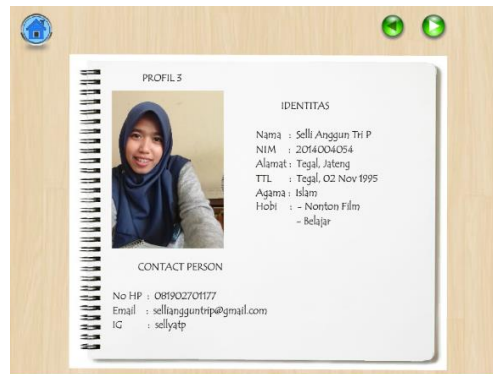 PROFIL 3
IDENTITAS
Nama : Selli Anggun Tri P
NIM : 2014004054
Alamat : Tegal, Jateng
TTL : Tegal, 02 Nov 1995
Agama : Islam
Hobi : - Nonton Film
- Belajar
CONTACT PERSON
No HP : 081902701177
Email :selliangguntrip@gmail.com
IG : sellyatp